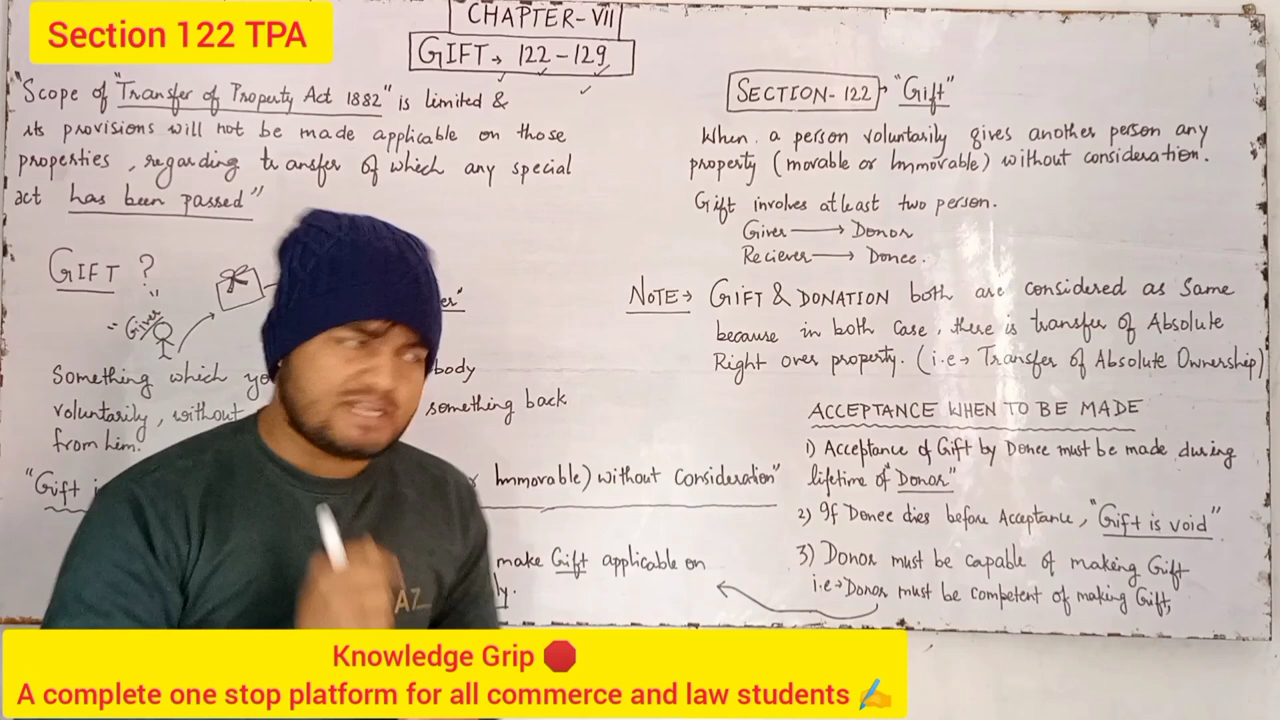 Section 122 TPA
CHAPTER-VII
GIFT → 122-129
"Scope of "Transfer of Property Act 1882" is limited &
its provisions will not be made applicable on those
properties, regarding transfer of which any special
act has been passed"
GIFT ?
"Giver"
er"
Something which yo
body
voluntarily, without
something back
from him.
"Gift i
Immovable) without Consideration"
make Gift applicable on
y.
SECTION-122 → "Gift"
When a person voluntarily gives another person any
property (movable or Immovable) without consideration.
Gift involves atleast two person.
Giver → Donor
Reciever → Donee.
NOTE → GIFT & DONATION both are considered as Same
because in both Case, there is transfer of Absolute
Right over property. (i.e → Transfer of Absolute Ownership)
ACCEPTANCE WHEN TO BE MADE
1) Acceptance of Gift by Donee must be made during
lifetime of "Donor"
2) If Donee dies before Acceptance, "Gift is void"
3) Donor must be capable of making Gift
i.e → Donor must be competent of making Gift,
AZ
Knowledge Grip 🛑
A complete one stop platform for all commerce and law students ✍️